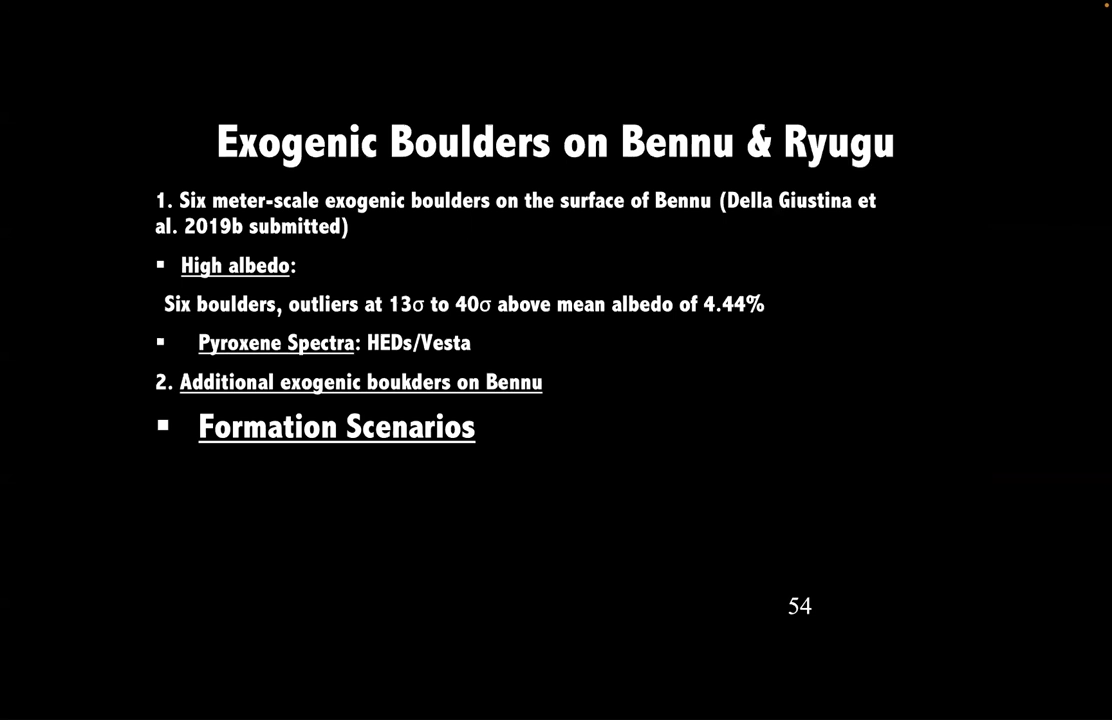 Exogenic Boulders on Bennu & Ryugu
1. Six meter-scale exogenic boulders on the surface of Bennu (Della Giustina et
al. 2019b submitted)
▪ High albedo:
Six boulders, outliers at 13σ to 40σ above mean albedo of 4.44%
▪ Pyroxene Spectra: HEDs/Vesta
2. Additional exogenic boukders on Bennu
▪ Formation Scenarios
54